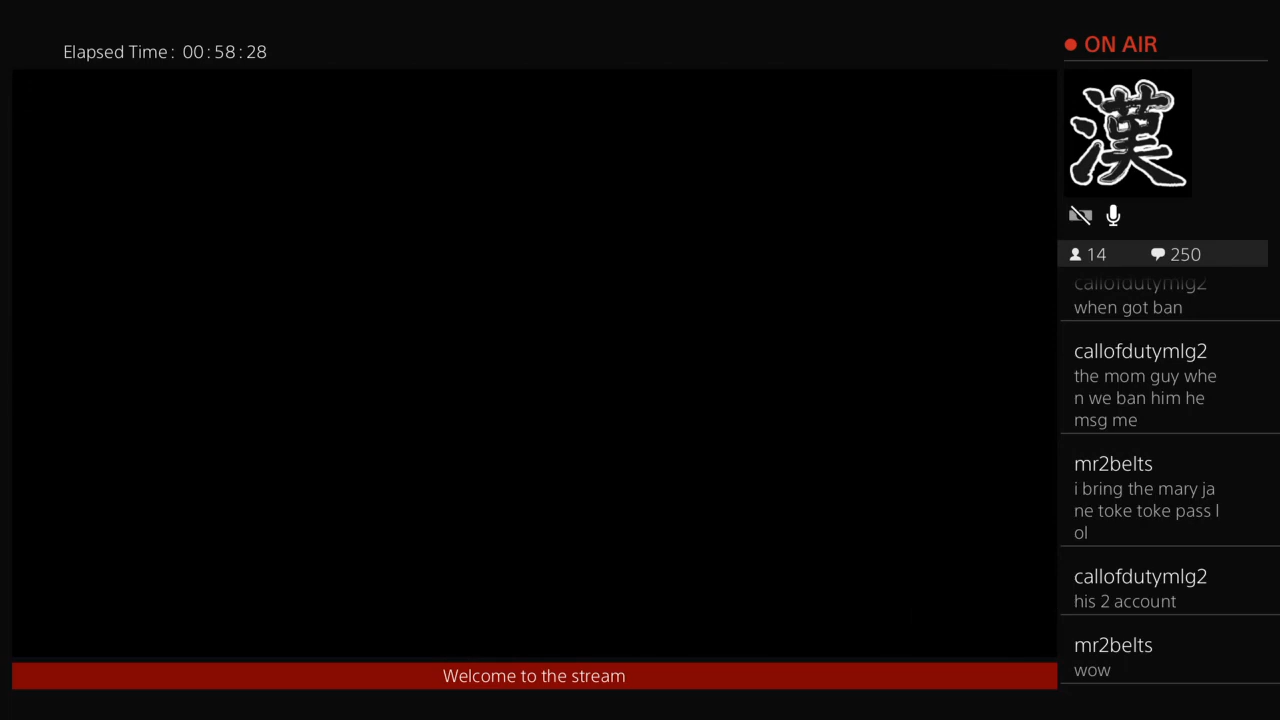 Elapsed Time: 00:58:28
ON AIR
漢
14 250
callofdutymlg2
when got ban
callofdutymlg2
the mom guy whe
n we ban him he
msg me
mr2belts
i bring the mary ja
ne toke toke pass l
ol
callofdutymlg2
his 2 account
mr2belts
wow
Welcome to the stream